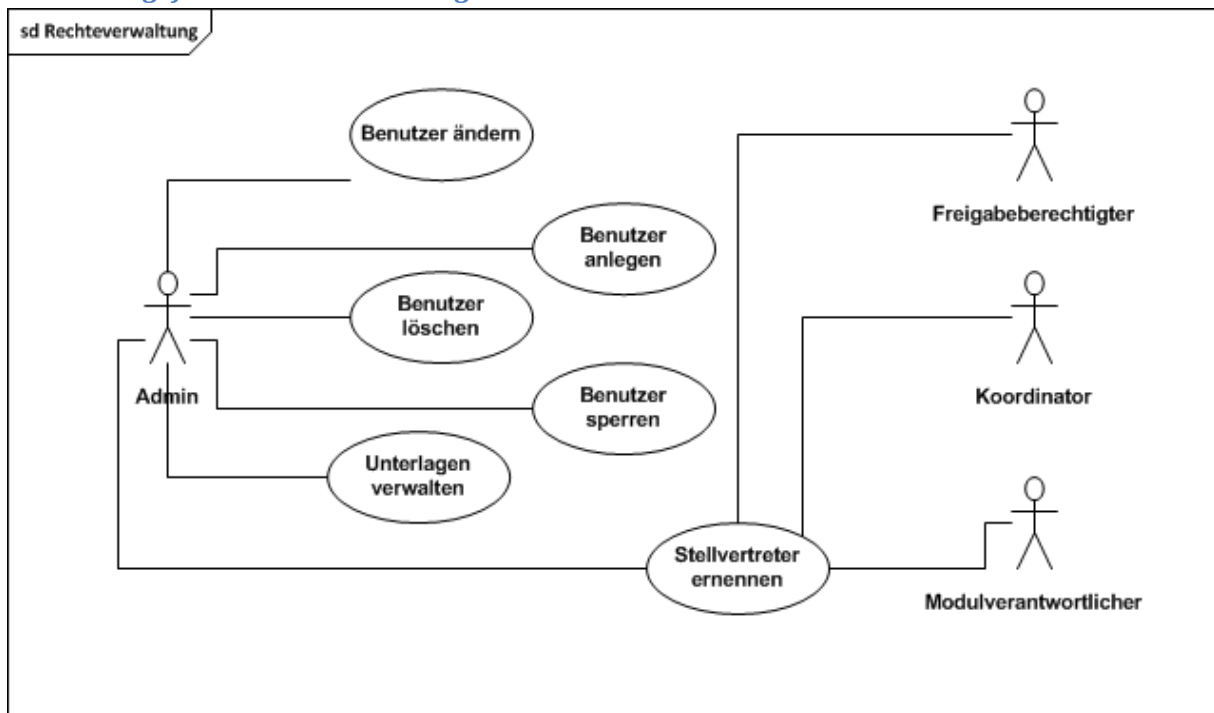 sd Rechteverwaltung
Benutzer ändern
Freigabeberechtigter
Benutzer
anlegen
Benutzer
löschen
Admin
Koordinator
Benutzer
sperren
Unterlagen
verwalten
Stellvertreter
ernennen
Modulverantwortlicher